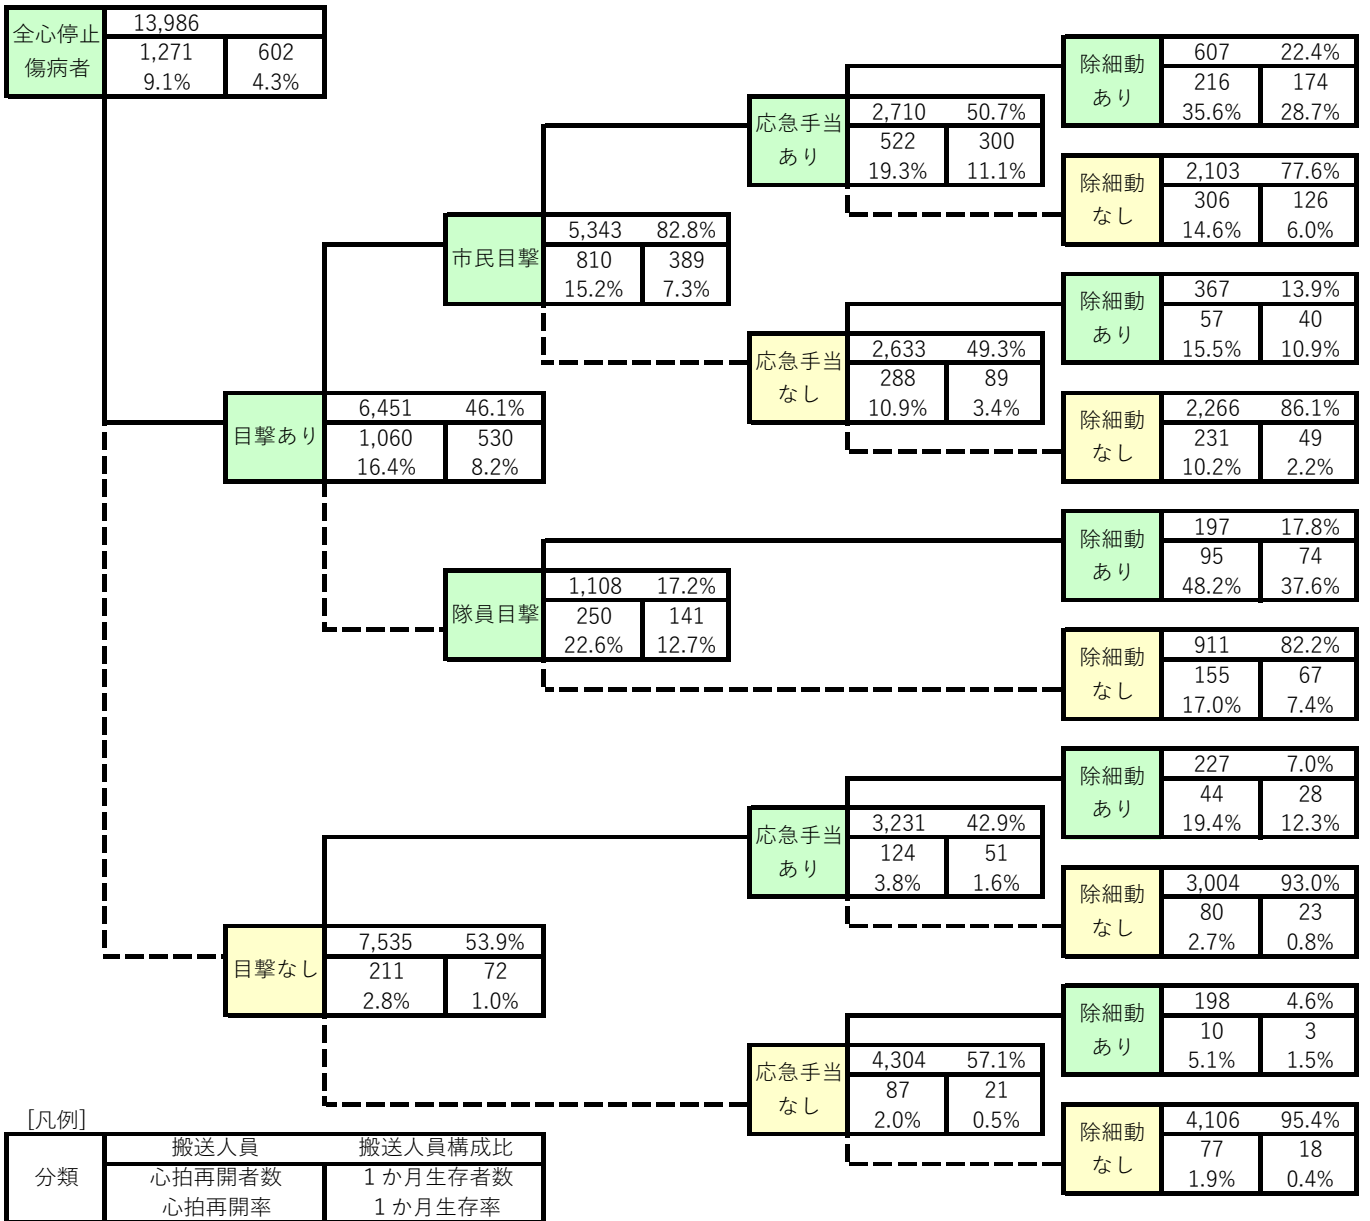 全心停止
傷病者
13,986
1,271 602
9.1% 4.3%
目撃あり
6,451 46.1%
1,060 530
16.4% 8.2%
市民目撃
5,343 82.8%
810 389
15.2% 7.3%
応急手当
あり
2,710 50.7%
522 300
19.3% 11.1%
除細動
あり
607 22.4%
216 174
35.6% 28.7%
除細動
なし
2,103 77.6%
306 126
14.6% 6.0%
応急手当
なし
2,633 49.3%
288 89
10.9% 3.4%
除細動
あり
367 13.9%
57 40
15.5% 10.9%
除細動
なし
2,266 86.1%
231 49
10.2% 2.2%
隊員目撃
1,108 17.2%
250 141
22.6% 12.7%
除細動
あり
197 17.8%
95 74
48.2% 37.6%
除細動
なし
911 82.2%
155 67
17.0% 7.4%
目撃なし
7,535 53.9%
211 72
2.8% 1.0%
応急手当
あり
3,231 42.9%
124 51
3.8% 1.6%
除細動
あり
227 7.0%
44 28
19.4% 12.3%
除細動
なし
3,004 93.0%
80 23
2.7% 0.8%
応急手当
なし
4,304 57.1%
87 21
2.0% 0.5%
除細動
あり
198 4.6%
10 3
5.1% 1.5%
除細動
なし
4,106 95.4%
77 18
1.9% 0.4%
[凡例]
分類
搬送人員 搬送人員構成比
心拍再開者数 1か月生存者数
心拍再開率 1か月生存率